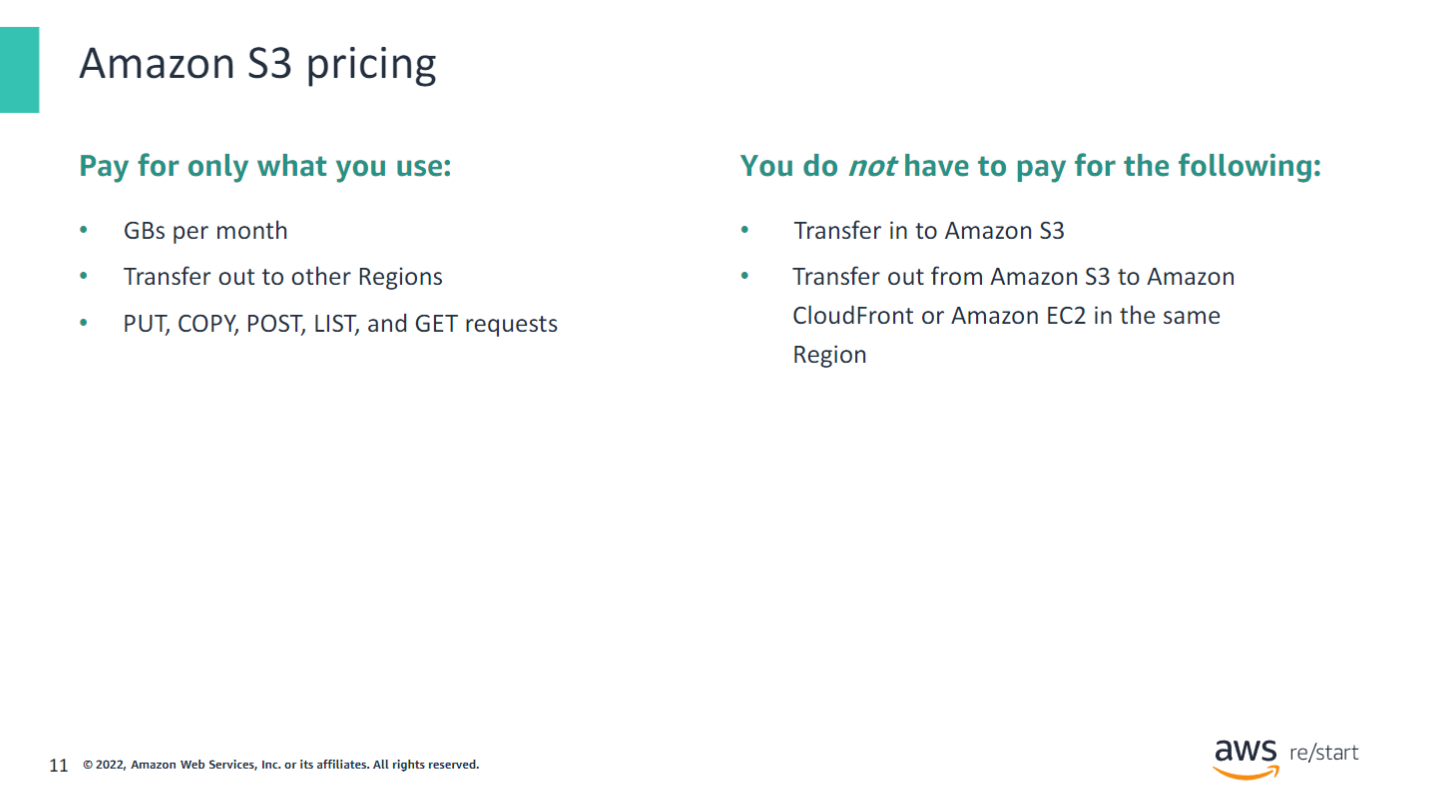 Amazon S3 pricing
Pay for only what you use:
• GBs per month
• Transfer out to other Regions
• PUT, COPY, POST, LIST, and GET requests
You do not have to pay for the following:
• Transfer in to Amazon S3
• Transfer out from Amazon S3 to Amazon
CloudFront or Amazon EC2 in the same
Region
11 © 2022, Amazon Web Services, Inc. or its affiliates. All rights reserved.
aws re/start